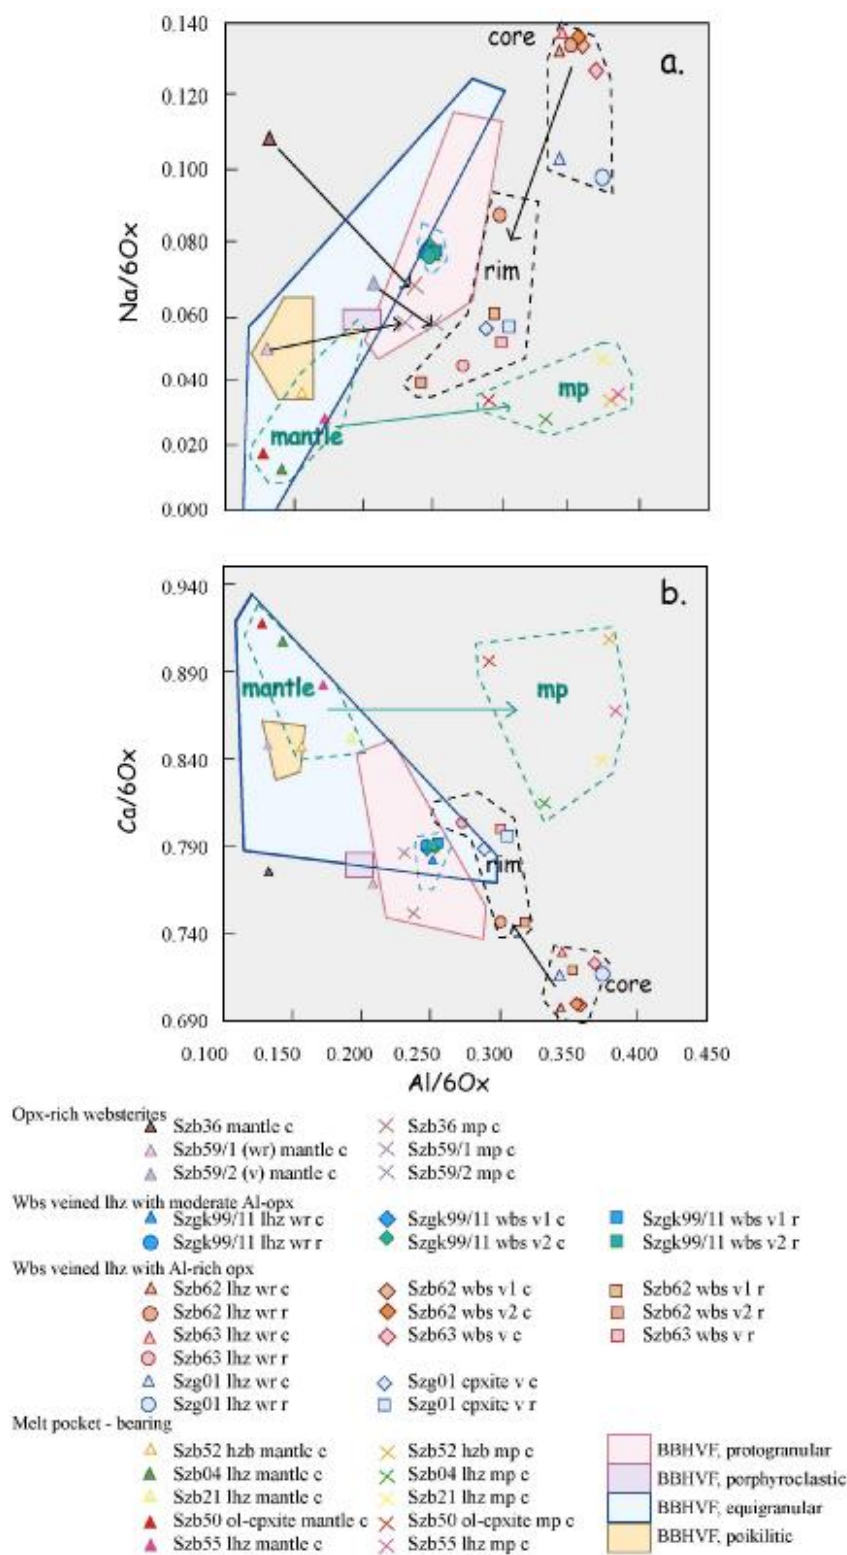 0.140
core
a.
0.120
0.100
0.080
rim
0.060
0.040
mp
mantle
0.020
0.000
Na/6Ox
0.940
b.
0.890
mantle
mp
0.840
0.790
rim
0.740
core
0.690
Ca/6Ox
0.100 0.150 0.200 0.250 0.300 0.350 0.400 0.450
Al/6Ox
Opx-rich websterites
Szb36 mantle c Szb36 mp c
Szb59/1 (wr) mantle c Szb59/1 mp c
Szb59/2 (v) mantle c Szb59/2 mp c
Wbs veined lhz with moderate Al-opx
Szgk99/11 lhz wr c Szgk99/11 wbs v1 c Szgk99/11 wbs v1 r
Szgk99/11 lhz wr r Szgk99/11 wbs v2 c Szgk99/11 wbs v2 r
Wbs veined lhz with Al-rich opx
Szb62 lhz wr c Szb62 wbs v1 c Szb62 wbs v1 r
Szb62 lhz wr r Szb62 wbs v2 c Szb62 wbs v2 r
Szb63 lhz wr c Szb63 wbs v c Szb63 wbs v r
Szb63 lhz wr r
Szg01 lhz wr c Szg01 cpxite v c
Szg01 lhz wr r Szg01 cpxite v r
Melt pocket - bearing
Szb52 hzb mantle c Szb52 hzb mp c BBHVF, protogranular
Szb04 lhz mantle c Szb04 lhz mp c BBHVF, porphyroclastic
Szb21 lhz mantle c Szb21 lhz mp c BBHVF, equigranular
Szb50 ol-cpxite mantle c Szb50 ol-cpxite mp c BBHVF, poikilitic
Szb55 lhz mantle c Szb55 lhz mp c